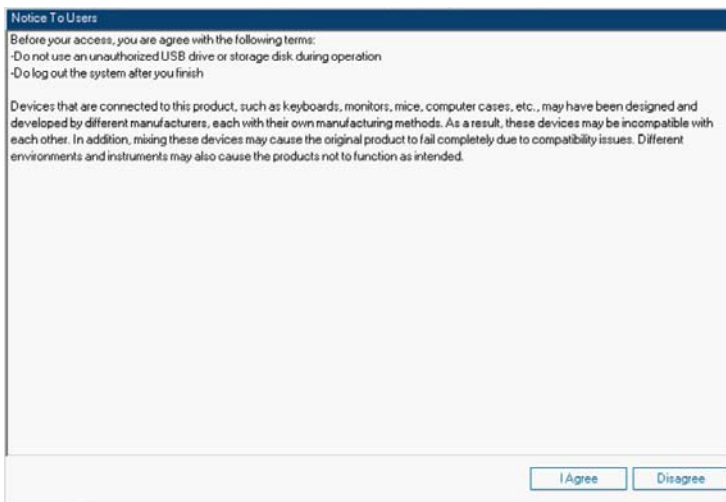 Notice To Users
Before your access, you are agree with the following terms:
-Do not use an unauthorized USB drive or storage disk during operation
-Do log out the system after you finish
Devices that are connected to this product, such as keyboards, monitors, mice, computer cases, etc., may have been designed and
developed by different manufacturers, each with their own manufacturing methods. As a result, these devices may be incompatible with
each other. In addition, mixing these devices may cause the original product to fail completely due to compatibility issues. Different
environments and instruments may also cause the products not to function as intended.
I Agree
Disagree